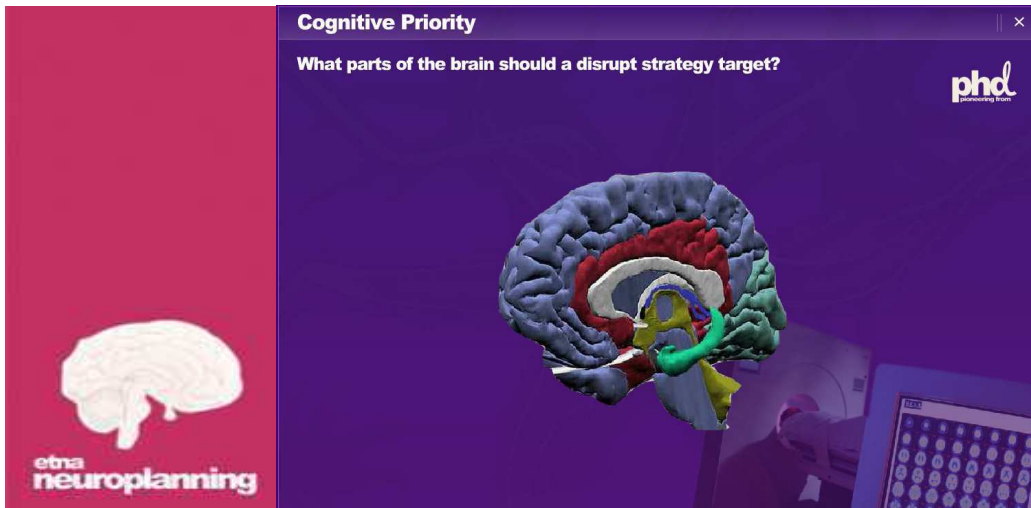 Cognitive Priority
What parts of the brain should a disrupt strategy target?
phd
pioneering from
etna
neuroplanning